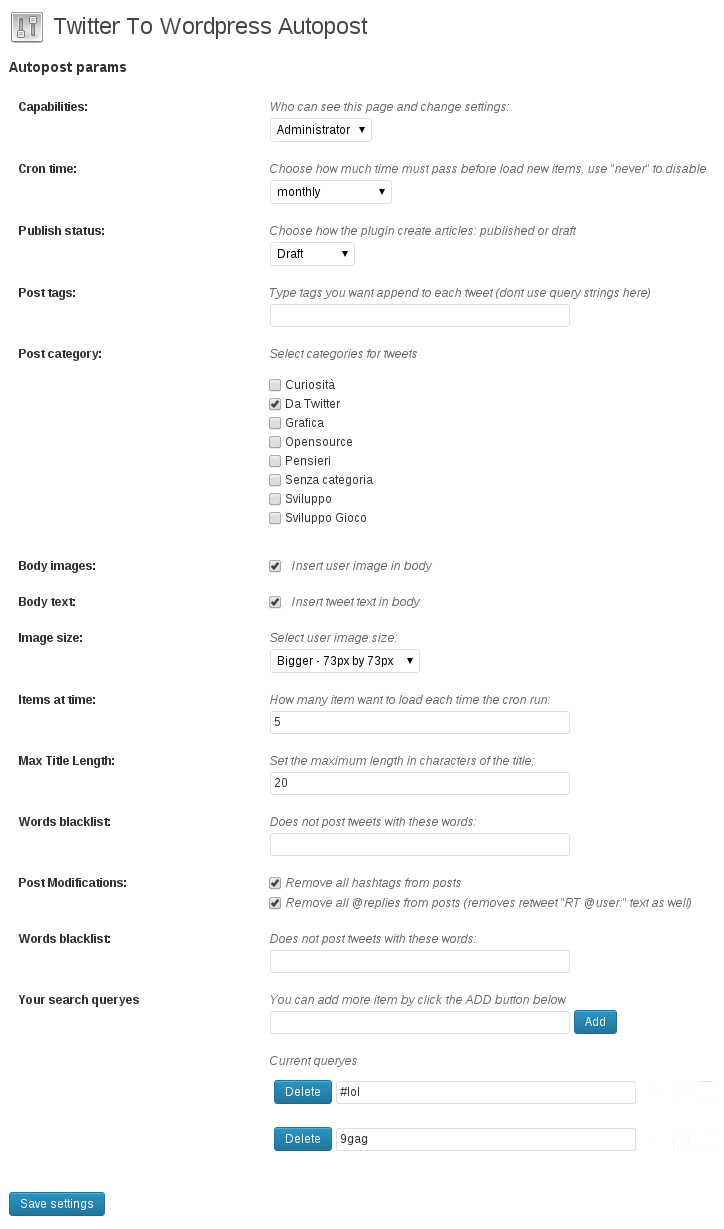 Twitter To Wordpress Autopost
Autopost params
Capabilities: Who can see this page and change settings:
Administrator
Cron time: Choose how much time must pass before load new items, use "never" to disable
monthly
Publish status: Choose how the plugin create articles: published or draft
Draft
Post tags: Type tags you want append to each tweet (dont use query strings here)
Post category: Select categories for tweets
Curiosità
Da Twitter
Grafica
Opensource
Pensieri
Senza categoria
Sviluppo
Sviluppo Gioco
Body images: Insert user image in body
Body text: Insert tweet text in body
Image size: Select user image size:
Bigger - 73px by 73px
Items at time: How many item want to load each time the cron run:
5
Max Title Length: Set the maximum length in characters of the title;
20
Words blacklist: Does not post tweets with these words:
Post Modifications: Remove all hashtags from posts
Remove all @replies from posts (removes retweet "RT @user:" text as well)
Words blacklist: Does not post tweets with these words:
Your search queryes You can add more item by click the ADD button below
Add
Current queryes
Delete #lol
Delete 9gag
Save settings